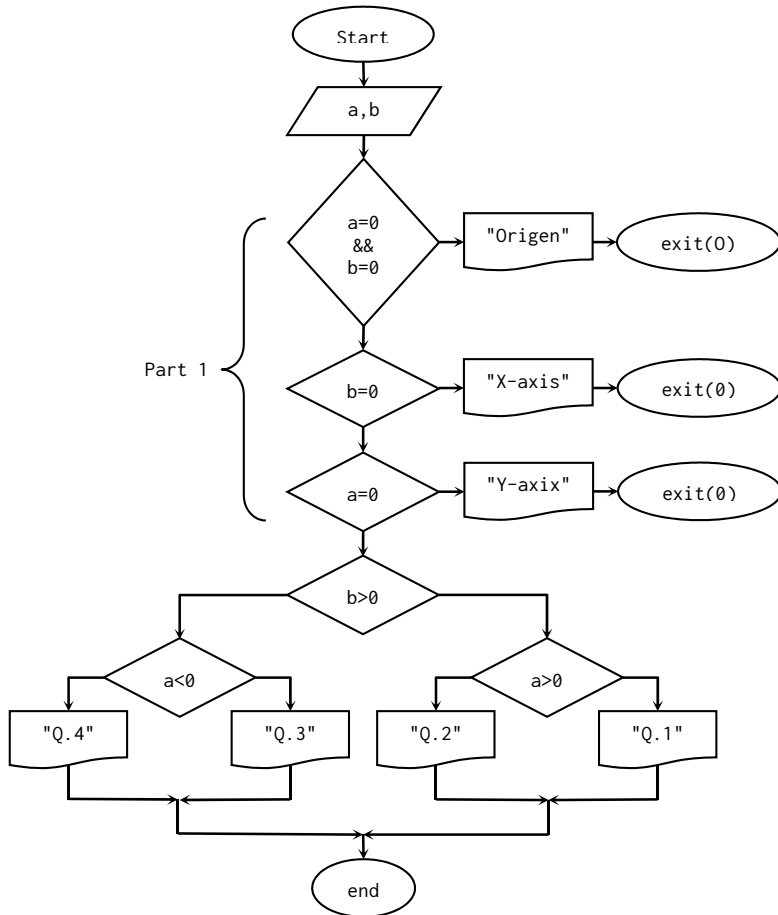 Start
a,b
a=0
&&
b=0
"Origen"
exit(O)
Part 1
b=0
"X-axis"
exit(0)
a=0
"Y-axix"
exit(0)
b>0
a<0
a>0
"Q.4"
"Q.3"
"Q.2"
"Q.1"
end